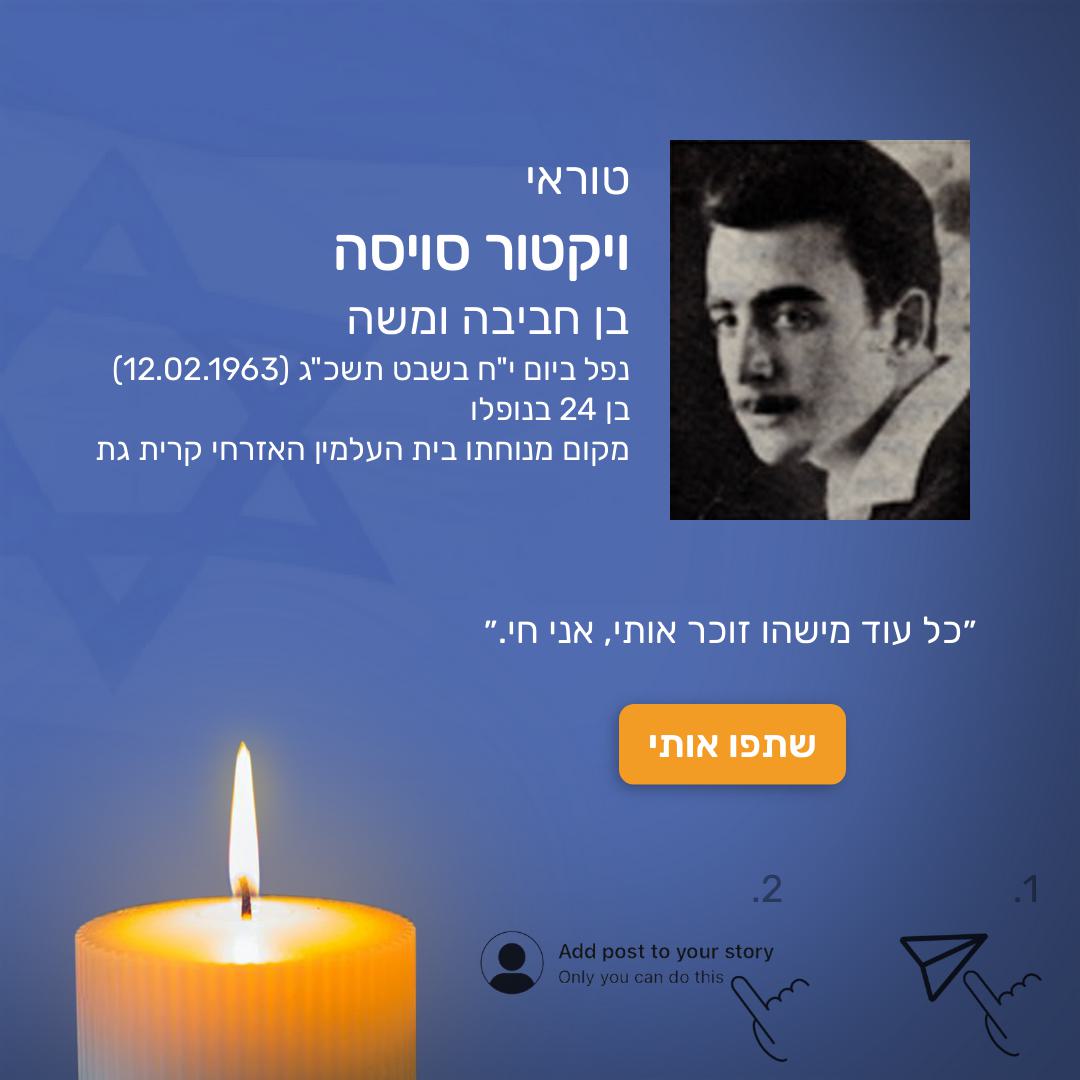 טוראי
ויקטור סויסה
בן חביבה ומשה
נפל ביום י"ח בשבט תשכ"ג (12.02.1963)
בן 24 בנופלו
מקום מנוחתו בית העלמין האזרחי קרית גת
״כל עוד מישהו זוכר אותי, אני חי.״
שתפו אותי
1.
2.
Add post to your story
Only you can do this